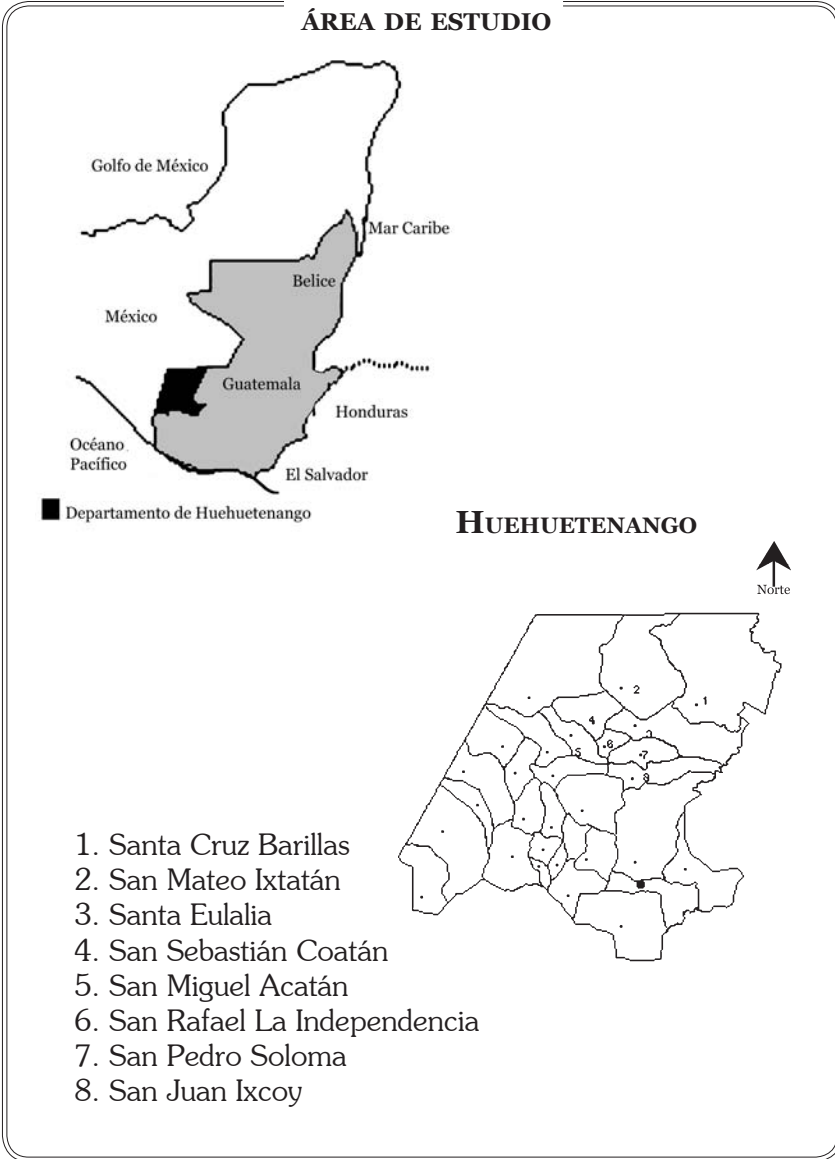 ÁREA DE ESTUDIO
Golfo de México
Mar Caribe
Belice
México
Guatemala
Honduras
Océano
Pacífico
El Salvador
Departamento de Huehuetenango
HUEHUETENANGO
Norte
2
1
4
3
6
5
7
8
1. Santa Cruz Barillas
2. San Mateo Ixtatán
3. Santa Eulalia
4. San Sebastián Coatán
5. San Miguel Acatán
6. San Rafael La Independencia
7. San Pedro Soloma
8. San Juan Ixcoy